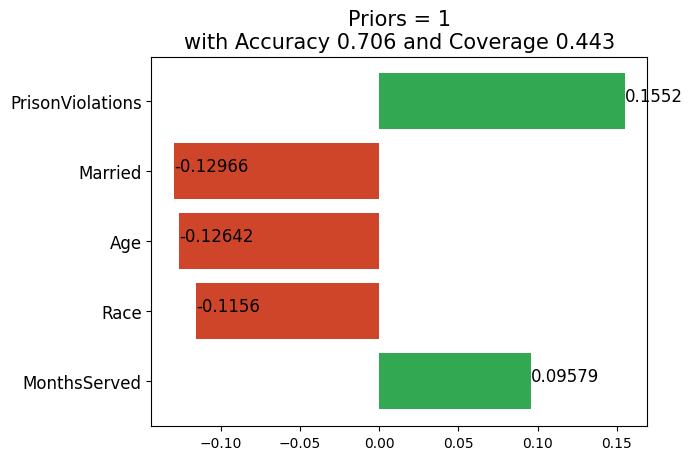 Priors = 1
with Accuracy 0.706 and Coverage 0.443
PrisonViolations
0.1552
Married
-0.12966
Age
-0.12642
Race
-0.1156
MonthsServed
0.09579
−0.10
−0.05
0.00
0.05
0.10
0.15